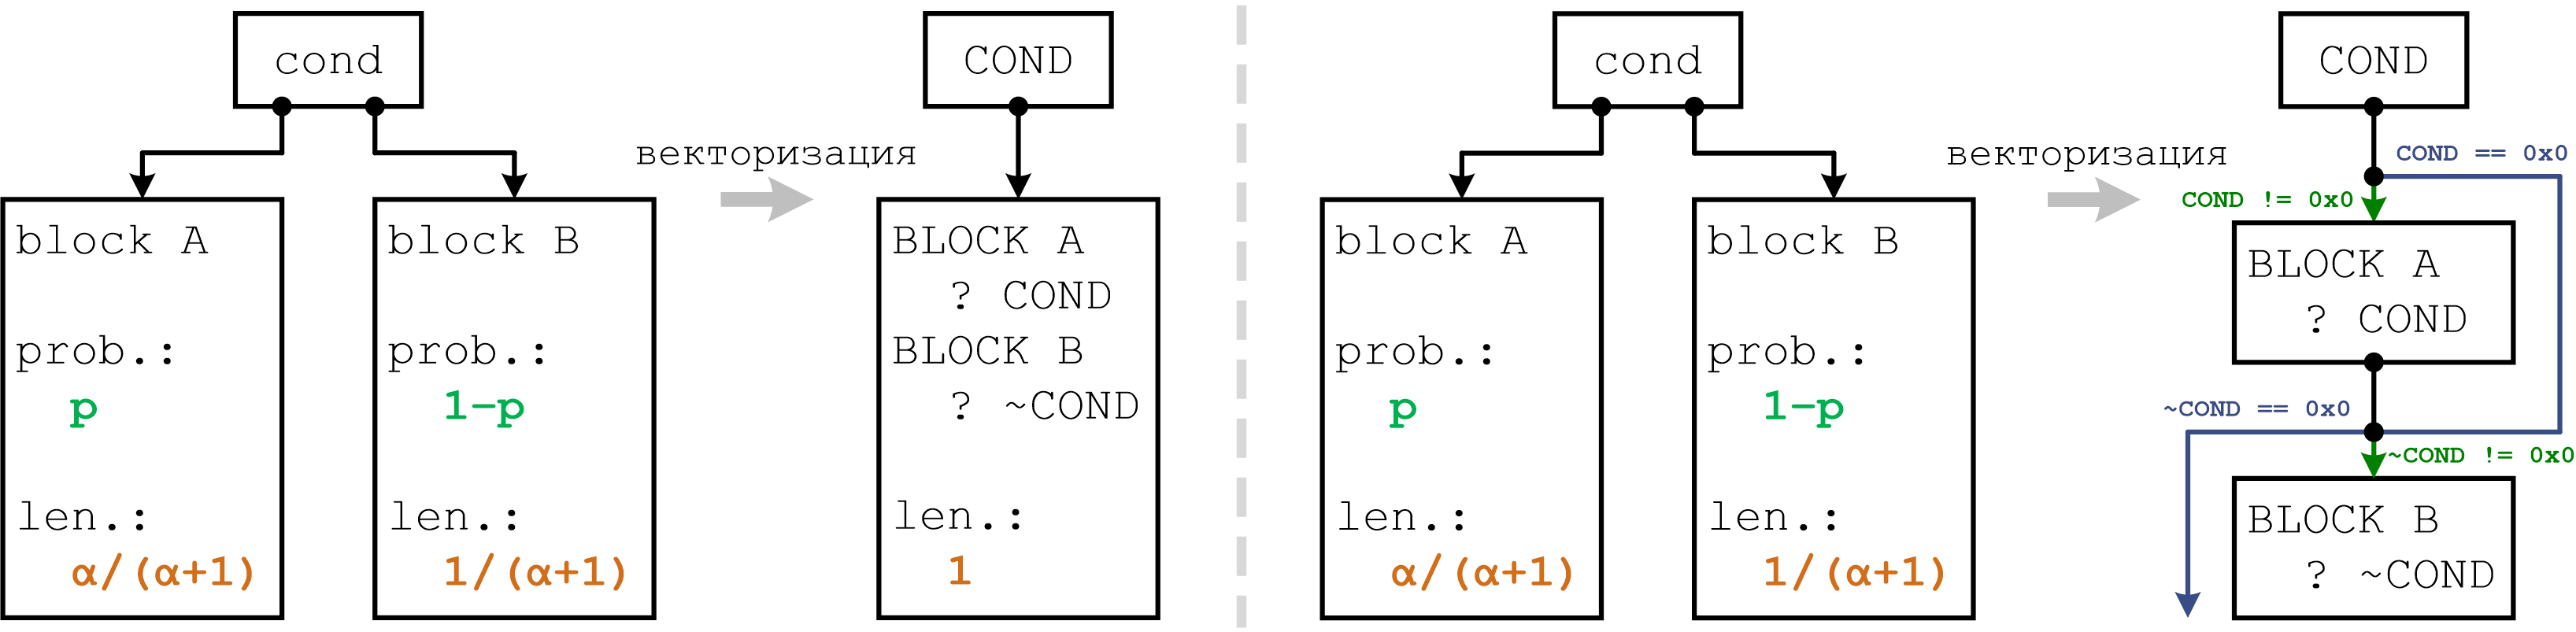 cond
block A
prob.:
p
len.:
α/(α+1)
block B
prob.:
1-p
len.:
1/(α+1)
векторизация
COND
BLOCK A
? COND
BLOCK B
? ~COND
len.:
1
cond
block A
prob.:
p
len.:
α/(α+1)
block B
prob.:
1-p
len.:
1/(α+1)
векторизация
COND
COND == 0x0
COND != 0x0
BLOCK A
? COND
~COND == 0x0
~COND != 0x0
BLOCK B
? ~COND